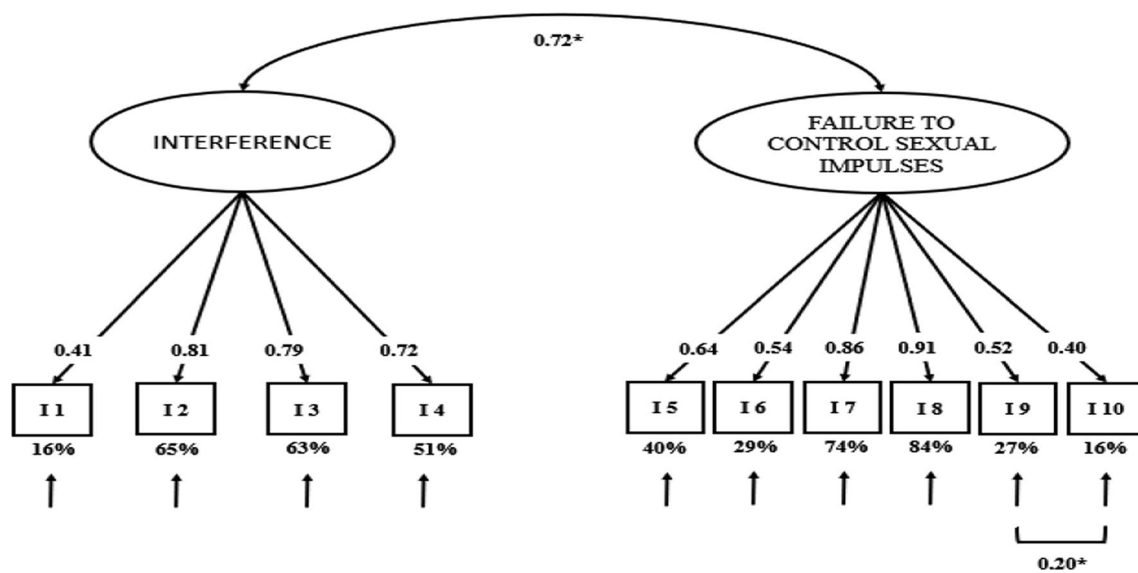 0.72*
INTERFERENCE
FAILURE TO
CONTROL SEXUAL
IMPULSES
0.41 0.81 0.79 0.72
0.64 0.54 0.86 0.91 0.52 0.40
I 1 I 2 I 3 I 4 I 5 I 6 I 7 I 8 I 9 I 10
16% 65% 63% 51% 40% 29% 74% 84% 27% 16%
0.20*